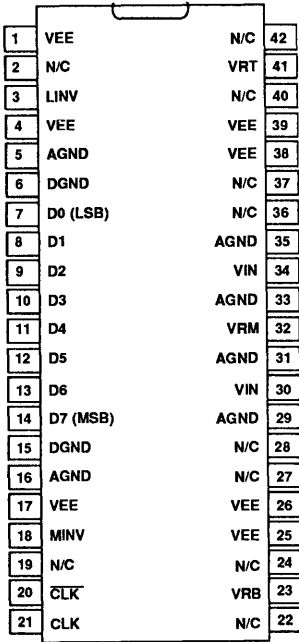 1 VEE N/C 42
2 N/C VRT 41
3 LINV N/C 40
4 VEE VEE 39
5 AGND VEE 38
6 DGND N/C 37
7 D0 (LSB) N/C 36
8 D1 AGND 35
9 D2 VIN 34
10 D3 AGND 33
11 D4 VRM 32
12 D5 AGND 31
13 D6 VIN 30
14 D7 (MSB) AGND 29
15 DGND N/C 28
16 AGND N/C 27
17 VEE VEE 26
18 MINV VEE 25
19 N/C N/C 24
20 C̅L̅K̅ VRB 23
21 CLK N/C 22